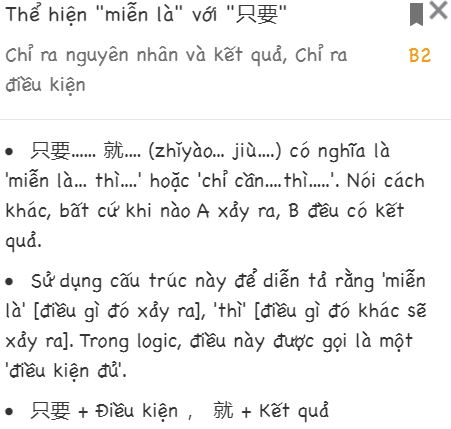 Thể hiện "miễn là" với "只要"
Chỉ ra nguyên nhân và kết quả, Chỉ ra
B2
điều kiện
• 只要...... 就.... (zhǐyào... jiù....) có nghĩa là
'miễn là... thì....' hoặc 'chỉ cần....thì.....'. Nói cách
khác, bất cứ khi nào A xảy ra, B đều có kết
quả.
• Sử dụng cấu trúc này để diễn tả rằng 'miễn
là' [điều gì đó xảy ra], 'thì' [điều gì đó khác sẽ
xảy ra]. Trong logic, điều này được gọi là một
'điều kiện đủ'.
• 只要 + Điều kiện ， 就 + Kết quả